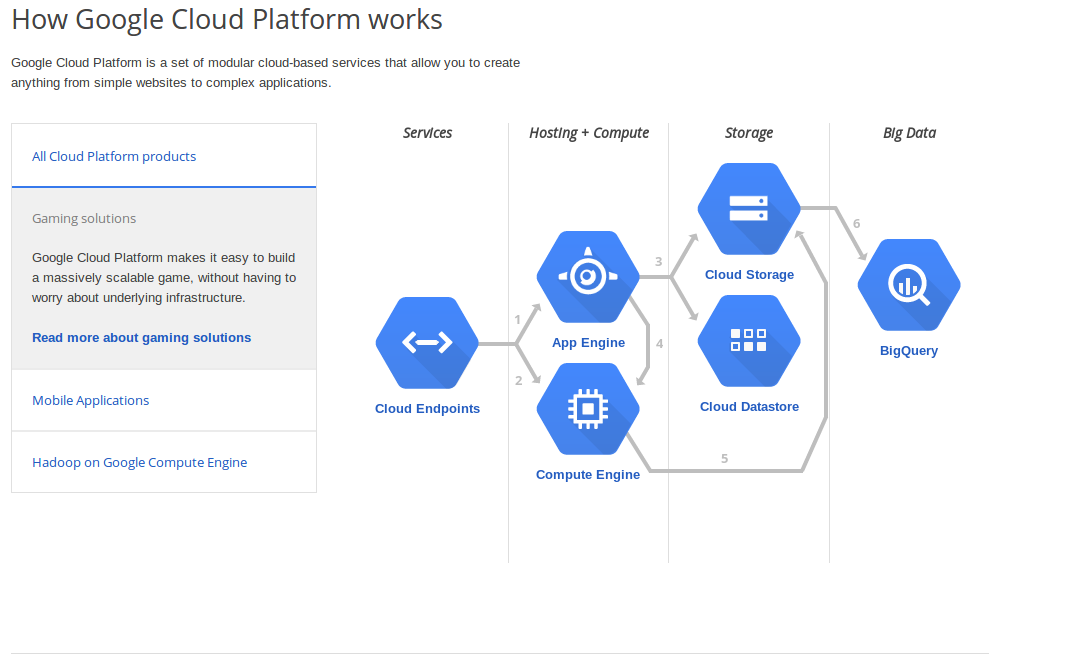 How Google Cloud Platform works
Google Cloud Platform is a set of modular cloud-based services that allow you to create
anything from simple websites to complex applications.
All Cloud Platform products
Gaming solutions
Google Cloud Platform makes it easy to build
a massively scalable game, without having to
worry about underlying infrastructure.
Read more about gaming solutions
Mobile Applications
Hadoop on Google Compute Engine
Services
Hosting + Compute
Storage
Big Data
Cloud Endpoints
1
2
App Engine
Compute Engine
3
4
5
Cloud Storage
Cloud Datastore
6
BigQuery